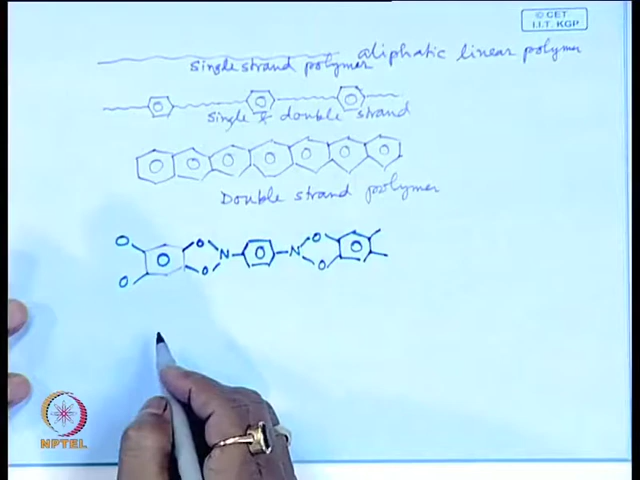 © CET
I.I.T. KGP
aliphatic linear polymer
Single strand polymer
Single & double strand
Double strand polymer
O O N N O
O O O
NPTEL